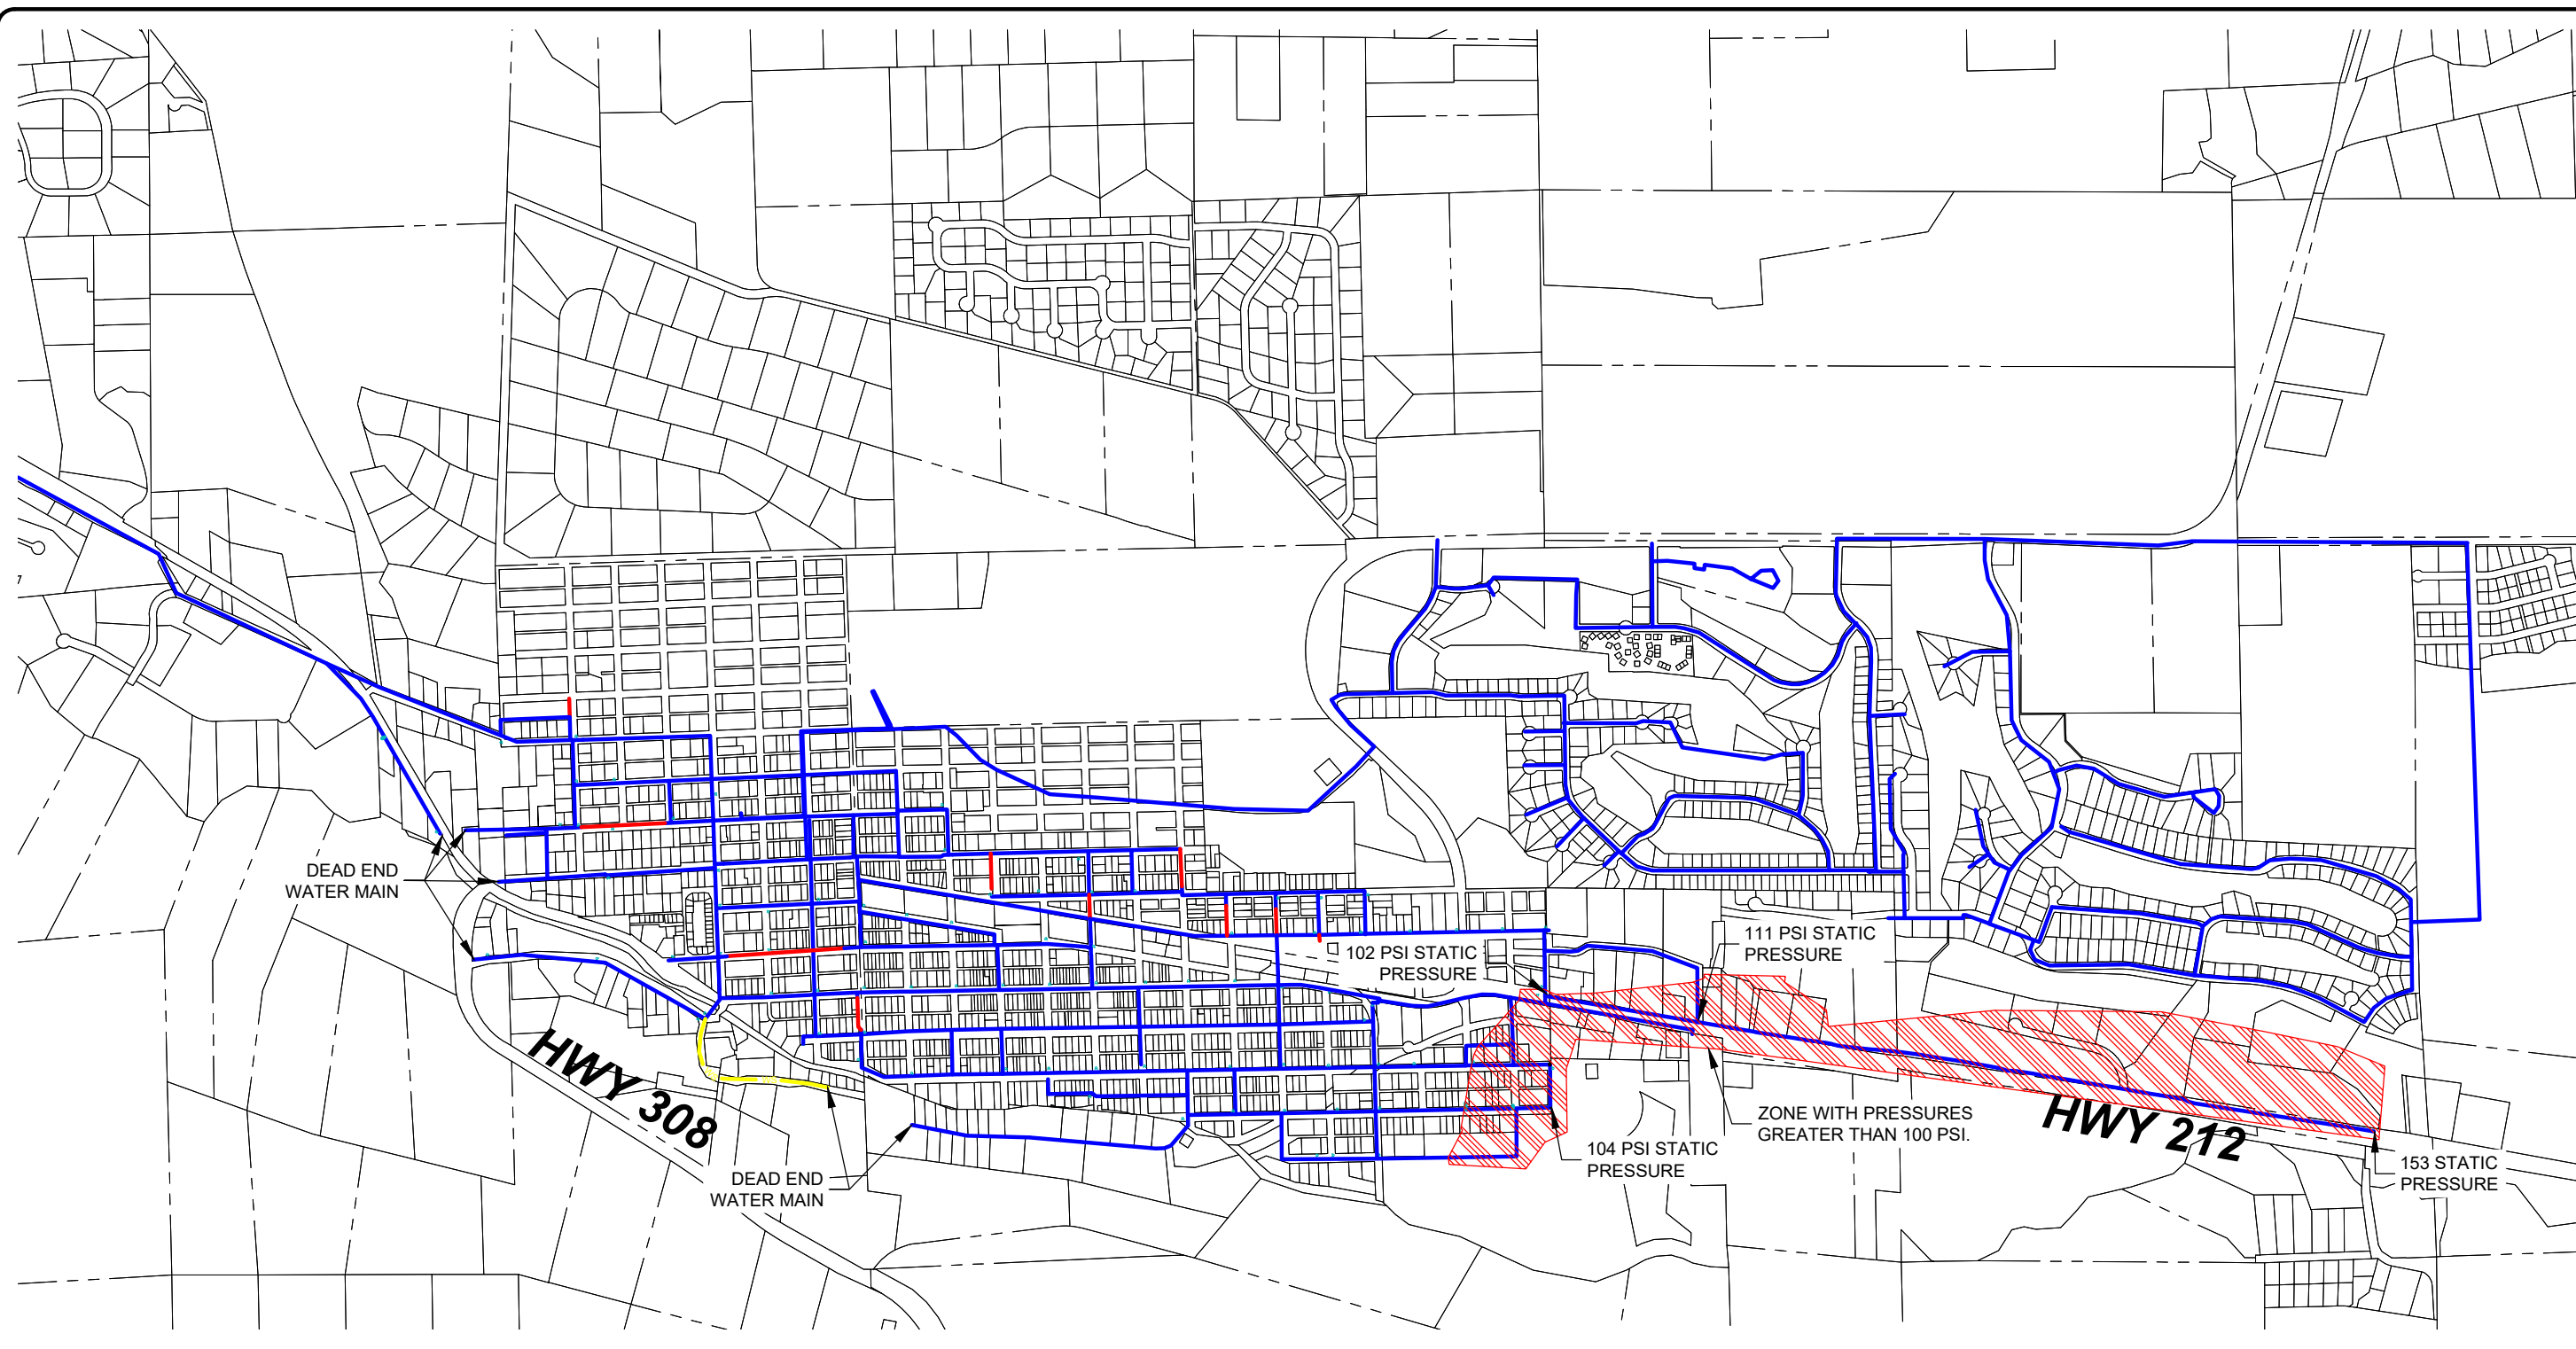 DEAD END
WATER MAIN
102 PSI STATIC
PRESSURE
111 PSI STATIC
PRESSURE
HWY 308
DEAD END
WATER MAIN
104 PSI STATIC
PRESSURE
ZONE WITH PRESSURES
GREATER THAN 100 PSI.
HWY 212
153 STATIC
PRESSURE